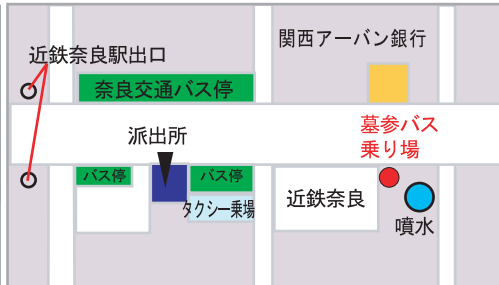 関西アーバン銀行
近鉄奈良駅出口
奈良交通バス停
墓参バス
乗り場
派出所
バス停
バス停
タクシー乗場
近鉄奈良
噴水